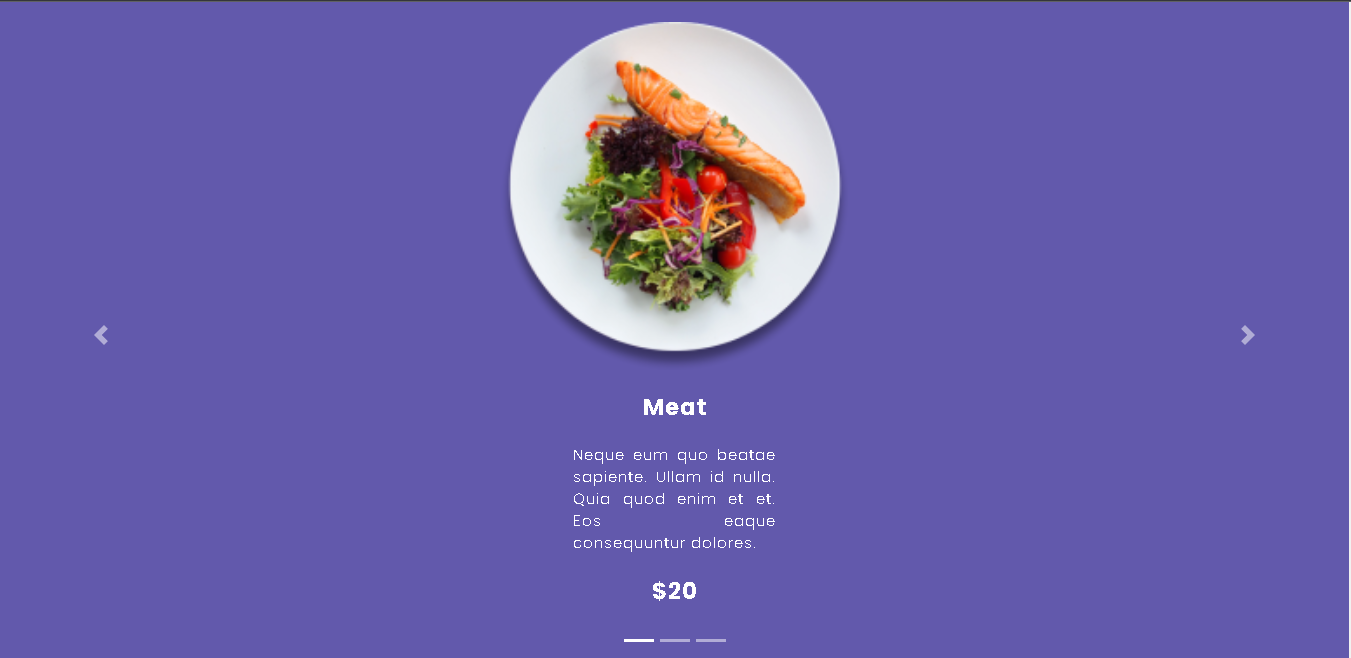 Meat
Neque eum quo beatae
sapiente. Ullam id nulla.
Quia quod enim et et.
Eos eaque
consequuntur dolores.
$20